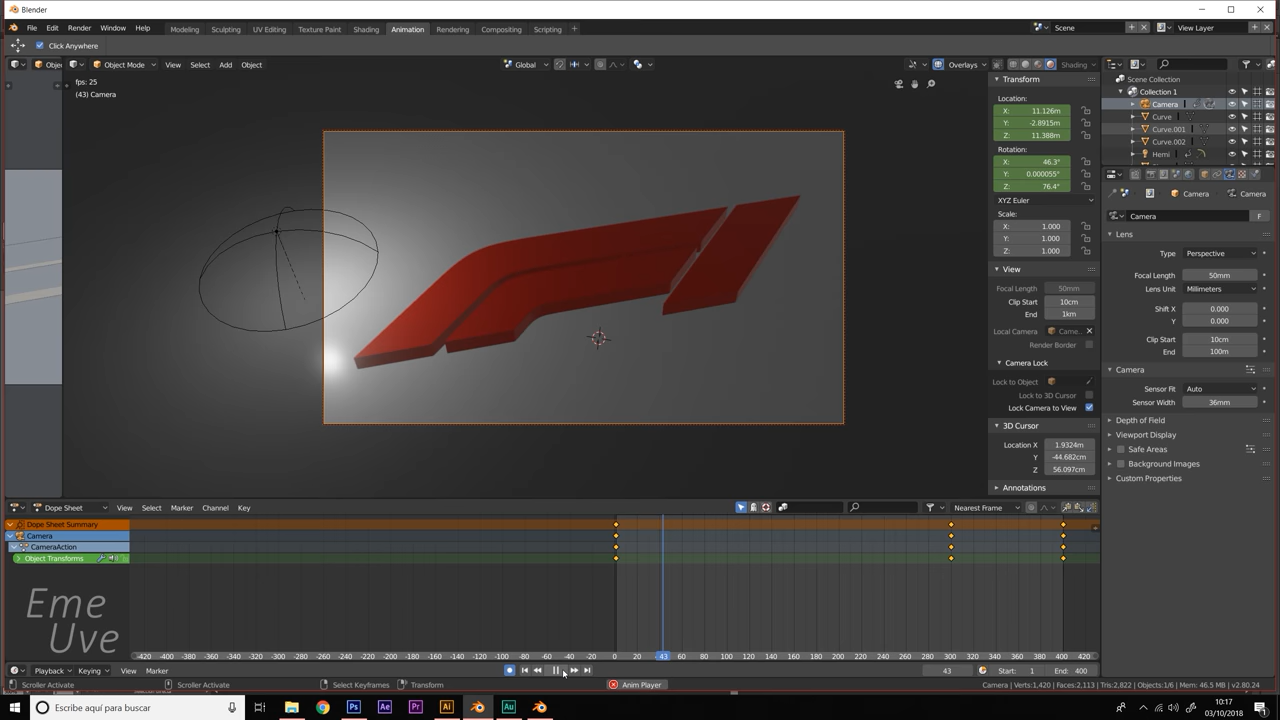 Blender
File Edit Render Window Help Modeling Sculpting UV Editing Texture Paint Shading Animation Rendering Compositing Scripting + Scene View Layer
Click Anywhere
Objec Object Mode View Select Add Object Global Overlays Shading
fps: 25
(43) Camera
Transform
Location:
X: 11.126m
Y: -2.8915m
Z: 11.388m
Rotation:
X: 46.3°
Y: 0.000055°
Z: 76.4°
XYZ Euler
Scale:
X: 1.000
Y: 1.000
Z: 1.000
View
Focal Length 50mm
Clip Start 10cm
End 1km
Local Camera Came...
Render Border
Camera Lock
Lock to Object
Lock to 3D Cursor
Lock Camera to View
3D Cursor
Location X 1.9324m
Y -44.682cm
Z 56.097cm
Annotations
Scene Collection
Collection 1
Camera
Curve
Curve.001
Curve.002
Hemi
Camera Camera
Camera F
Lens
Type Perspective
Focal Length 50mm
Lens Unit Millimeters
Shift X 0.000
Y 0.000
Clip Start 10cm
End 100m
Camera
Sensor Fit Auto
Sensor Width 36mm
Depth of Field
Viewport Display
Safe Areas
Background Images
Custom Properties
Dope Sheet View Select Marker Channel Key Nearest Frame
Dope Sheet Summary
Camera
CameraAction
Object Transforms
Eme
Uve
-420 -400 -380 -360 -340 -320 -300 -280 -260 -240 -220 -200 -180 -160 -140 -120 -100 -80 -60 -40 -20 0 20 43 60 80 100 120 140 160 180 200 220 240 260 280 300 320 340 360 380 400 420
Playback Keying View Marker 43 Start: 1 End: 400
Scroller Activate Scroller Activate Select Keyframes Transform Anim Player Camera | Verts:1,420 | Faces:2,113 | Tris:2,822 | Objects:1/6 | Mem: 46.5 MB | v2.80.24
Escribe aquí para buscar Ps Ae Pr Ai Au 10:17
03/10/2018